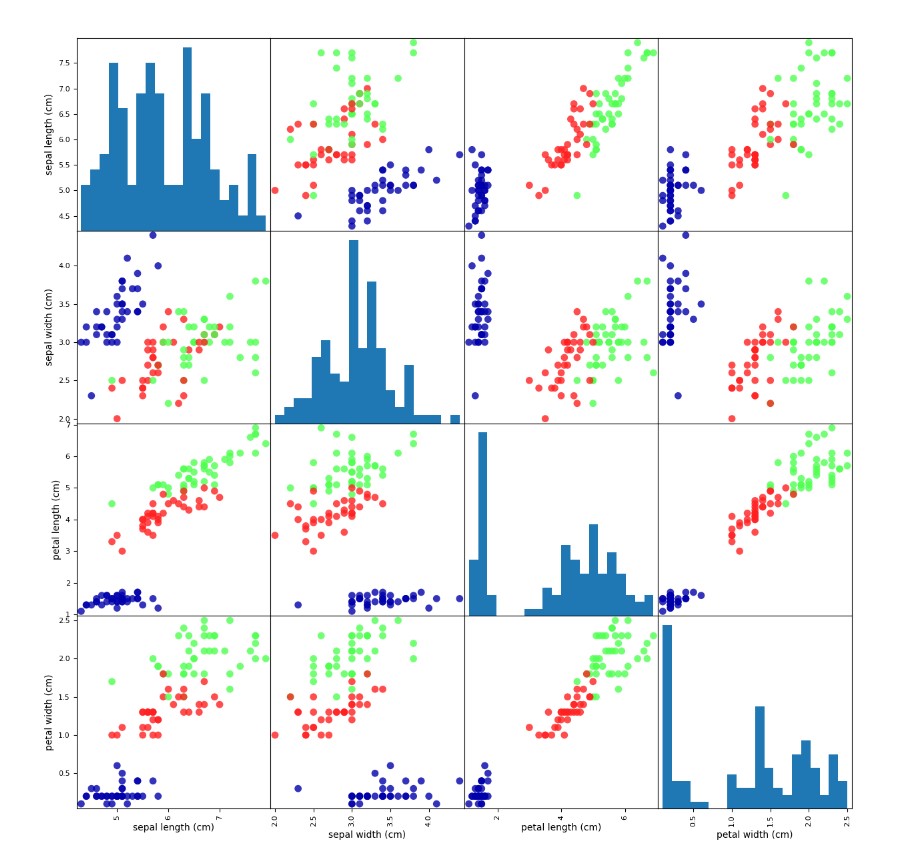 sepal length (cm)
7.5
7.0
6.5
6.0
5.5
5.0
4.5
sepal width (cm)
4.0
3.5
3.0
2.5
2.0
petal length (cm)
7
6
5
4
3
2
1
petal width (cm)
2.5
2.0
1.5
1.0
0.5
5 6 7
sepal length (cm)
2.0 2.5 3.0 3.5 4.0
sepal width (cm)
2 4 6
petal length (cm)
0.5 1.0 1.5 2.0 2.5
petal width (cm)